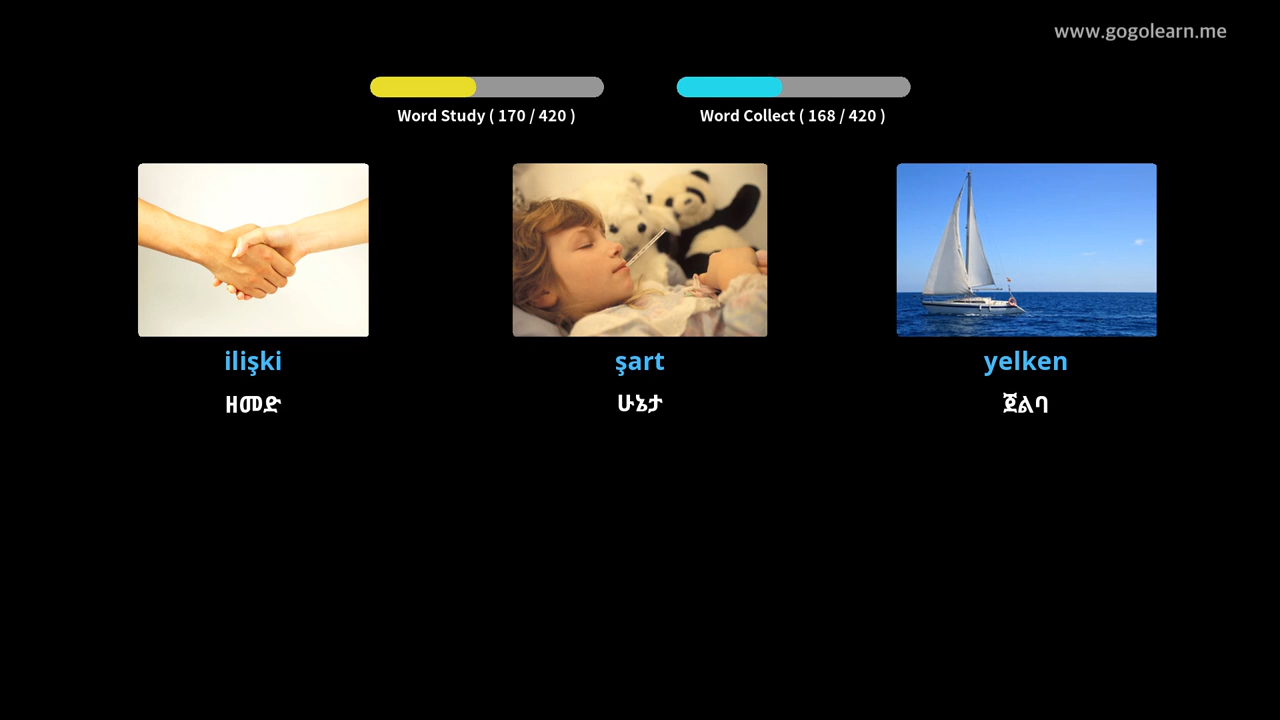 www.gogolearn.me
Word Study ( 170 / 420 )
Word Collect ( 168 / 420 )
ilişki
şart
yelken
ዘመድ
ሁኔታ
ጀልባ